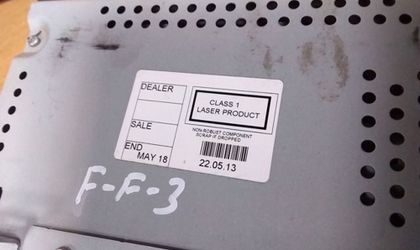 DEALER
SALE
END
MAY 18
CLASS 1
LASER PRODUCT
NON-ROBUST COMPONENT
SCRAP IF DROPPED
22.05.13
F-F-3